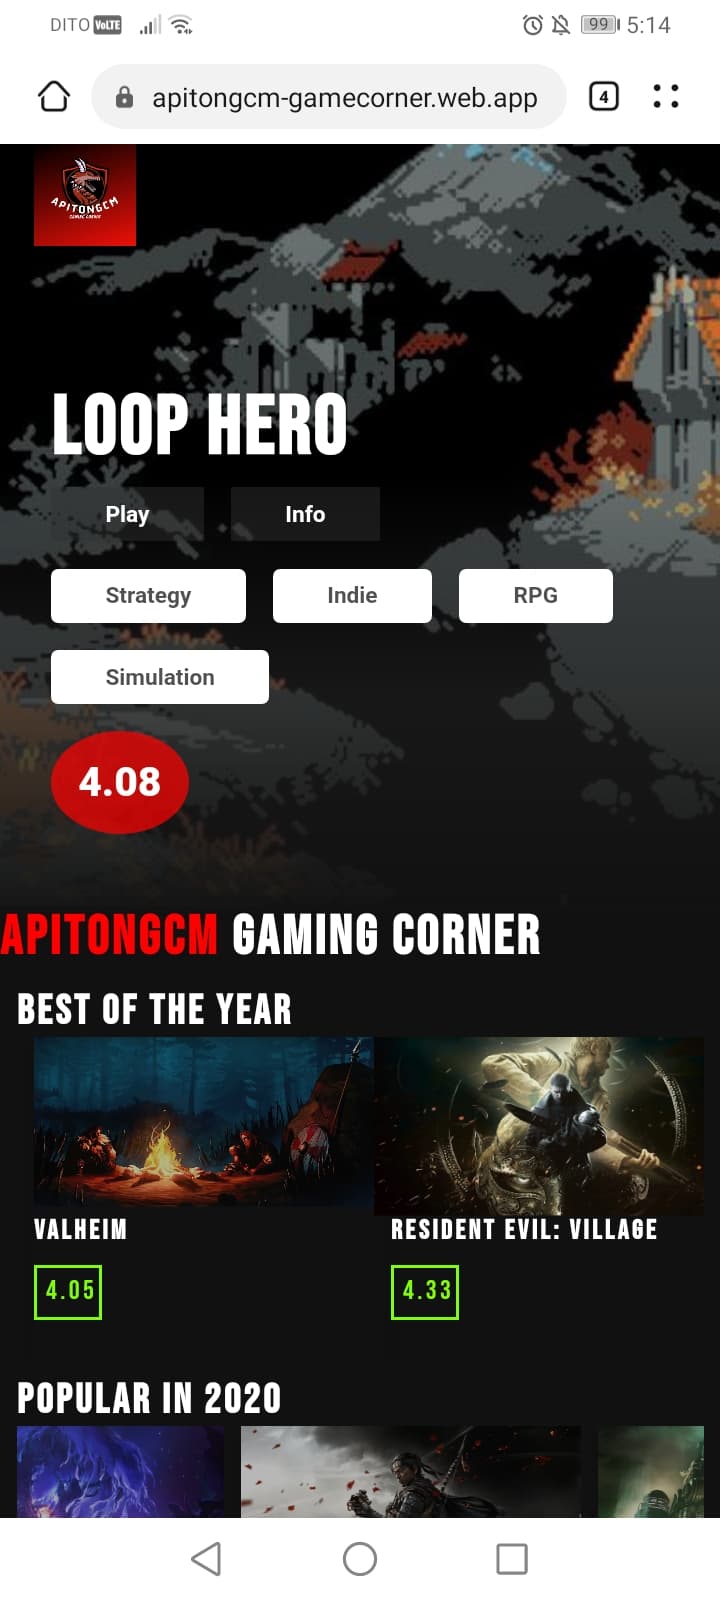 DITO VoLTE 99 5:14
apitongcm-gamecorner.web.app 4
APITONGCM
LOOP HERO
Play Info
Strategy Indie RPG
Simulation
4.08
APITONGCM GAMING CORNER
BEST OF THE YEAR
VALHEIM RESIDENT EVIL: VILLAGE
4.05 4.33
POPULAR IN 2020